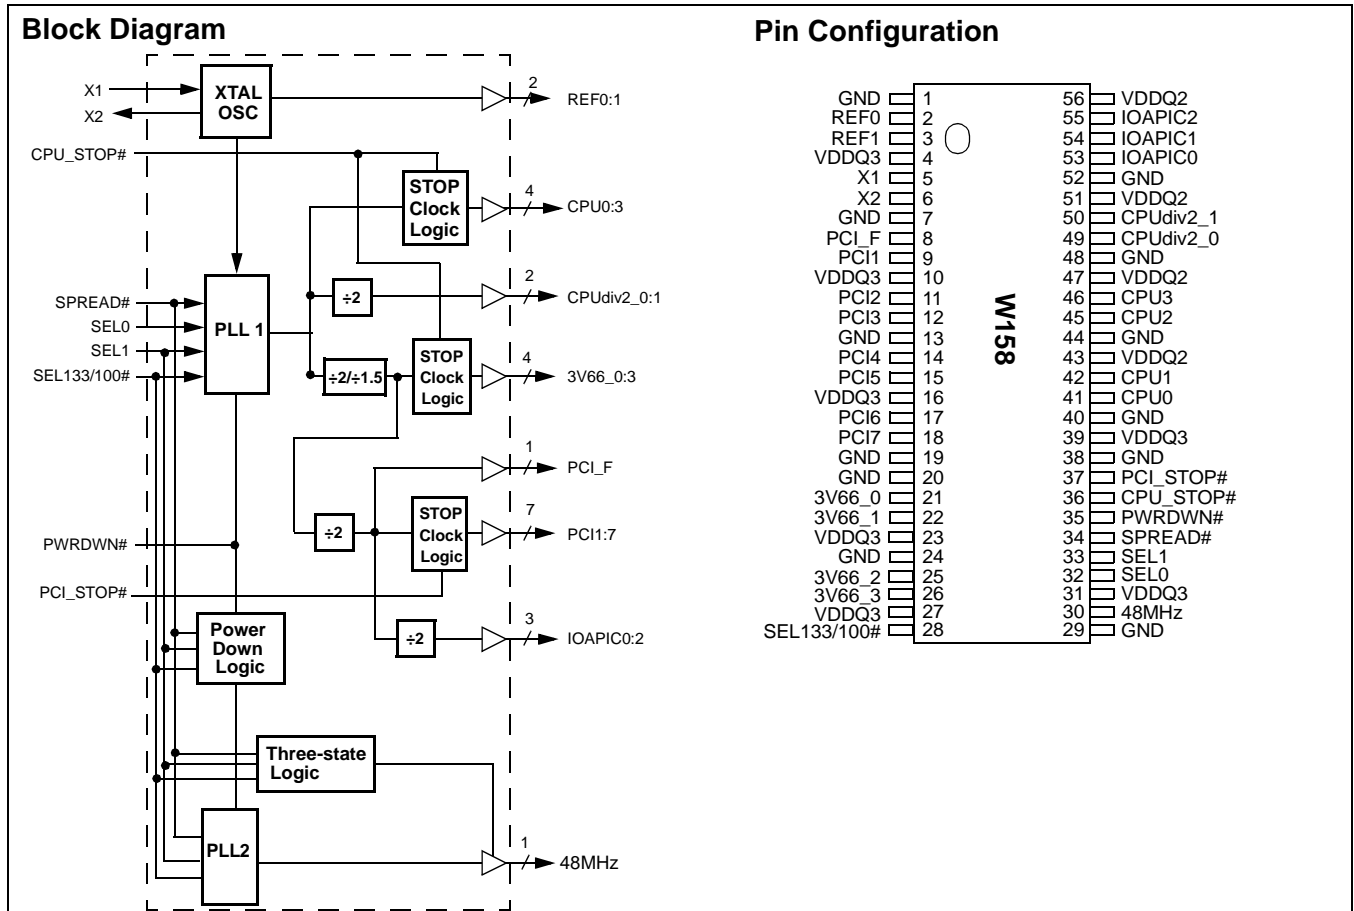 Block Diagram
X1
X2
XTAL
OSC
2
REF0:1
CPU_STOP#
STOP
Clock
Logic
4
CPU0:3
SPREAD#
SEL0
SEL1
SEL133/100#
PLL 1
÷2
2
CPUdiv2_0:1
÷2/÷1.5
STOP
Clock
Logic
4
3V66_0:3
1
PCI_F
÷2
STOP
Clock
Logic
7
PCI1:7
PWRDWN#
PCI_STOP#
Power
Down
Logic
÷2
3
IOAPIC0:2
Three-state
Logic
PLL2
1
48MHz
Pin Configuration
GND 1 56 VDDQ2
REF0 2 55 IOAPIC2
REF1 3 54 IOAPIC1
VDDQ3 4 53 IOAPIC0
X1 5 52 GND
X2 6 51 VDDQ2
GND 7 50 CPUdiv2_1
PCI_F 8 49 CPUdiv2_0
PCI1 9 48 GND
VDDQ3 10 47 VDDQ2
PCI2 11 46 CPU3
PCI3 12 45 CPU2
GND 13 44 GND
PCI4 14 43 VDDQ2
PCI5 15 42 CPU1
VDDQ3 16 41 CPU0
PCI6 17 40 GND
PCI7 18 39 VDDQ3
GND 19 38 GND
GND 20 37 PCI_STOP#
3V66_0 21 36 CPU_STOP#
3V66_1 22 35 PWRDWN#
VDDQ3 23 34 SPREAD#
GND 24 33 SEL1
3V66_2 25 32 SEL0
3V66_3 26 31 VDDQ3
VDDQ3 27 30 48MHz
SEL133/100# 28 29 GND
W158